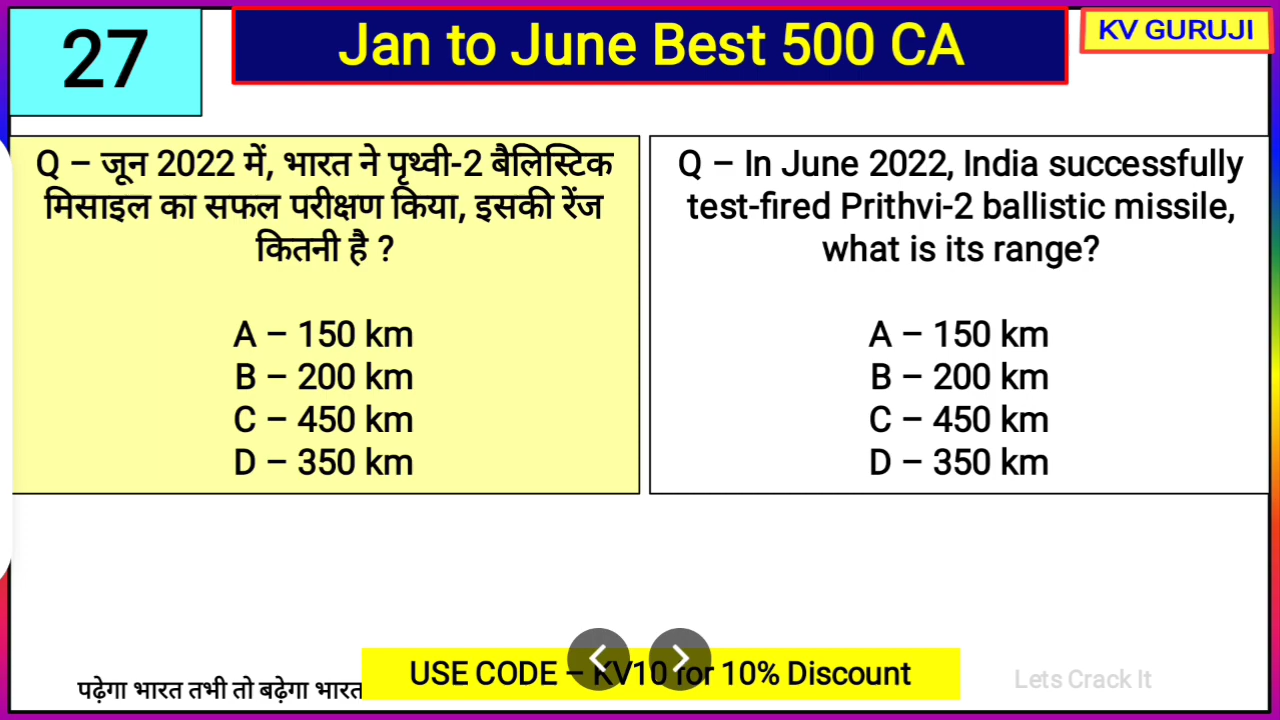 27
Jan to June Best 500 CA
KV GURUJI
Q – जून 2022 में, भारत ने पृथ्वी-2 बैलिस्टिक
मिसाइल का सफल परीक्षण किया, इसकी रेंज
कितनी है ?
A – 150 km
B – 200 km
C – 450 km
D – 350 km
Q – In June 2022, India successfully
test-fired Prithvi-2 ballistic missile,
what is its range?
A – 150 km
B – 200 km
C – 450 km
D – 350 km
पढ़ेगा भारत तभी तो बढ़ेगा भारत
USE CODE – KV10 for 10% Discount
Lets Crack It